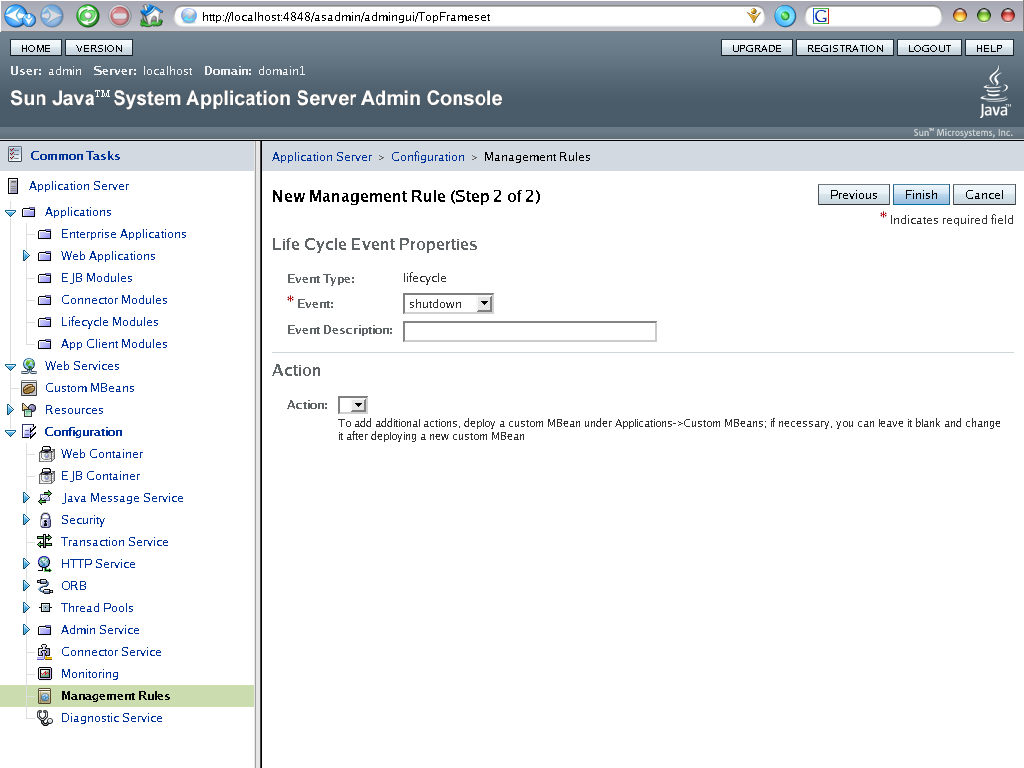 http://localhost:4848/asadmin/admingui/TopFrameset
G
HOME VERSION UPGRADE REGISTRATION LOGOUT HELP
User: admin Server: localhost Domain: domain1
Sun Java™ System Application Server Admin Console
Java™
Sun™ Microsystems, Inc.
Common Tasks
Application Server
Applications
Enterprise Applications
Web Applications
EJB Modules
Connector Modules
Lifecycle Modules
App Client Modules
Web Services
Custom MBeans
Resources
Configuration
Web Container
EJB Container
Java Message Service
Security
Transaction Service
HTTP Service
ORB
Thread Pools
Admin Service
Connector Service
Monitoring
Management Rules
Diagnostic Service
Application Server > Configuration > Management Rules
New Management Rule (Step 2 of 2)
Previous Finish Cancel
* Indicates required field
Life Cycle Event Properties
Event Type: lifecycle
* Event: shutdown
Event Description:
Action
Action:
To add additional actions, deploy a custom MBean under Applications->Custom MBeans; if necessary, you can leave it blank and change
it after deploying a new custom MBean